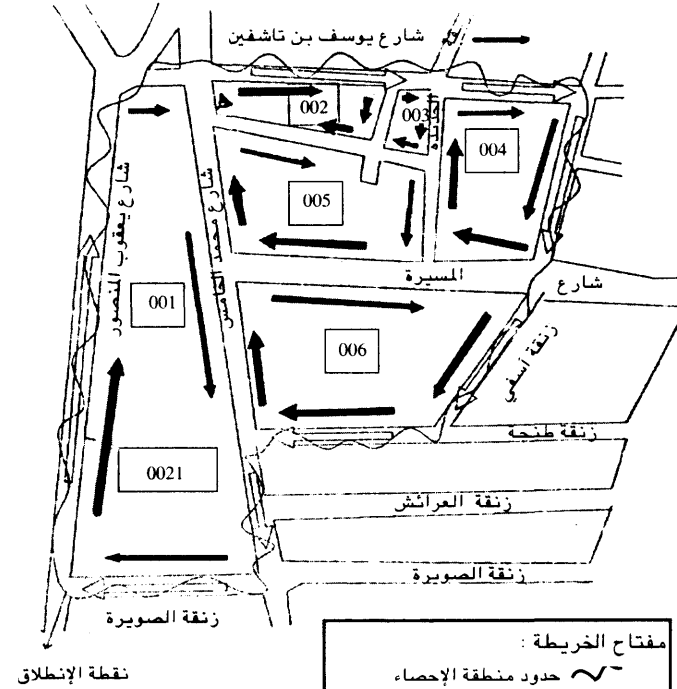 شارع يوسف بن تاشفين
002
003
الجديدة
004
شارع يعقوب المنصور
شارع محمد الخامس
005
المسيرة
شارع
001
006
زنقة أسفي
زنقة طنجة
0021
زنقة العرائش
زنقة الصويرة
زنقة الصويرة
مفتاح الخريطة :
حدود منطقة الإحصاء
نقطة الإنطلاق